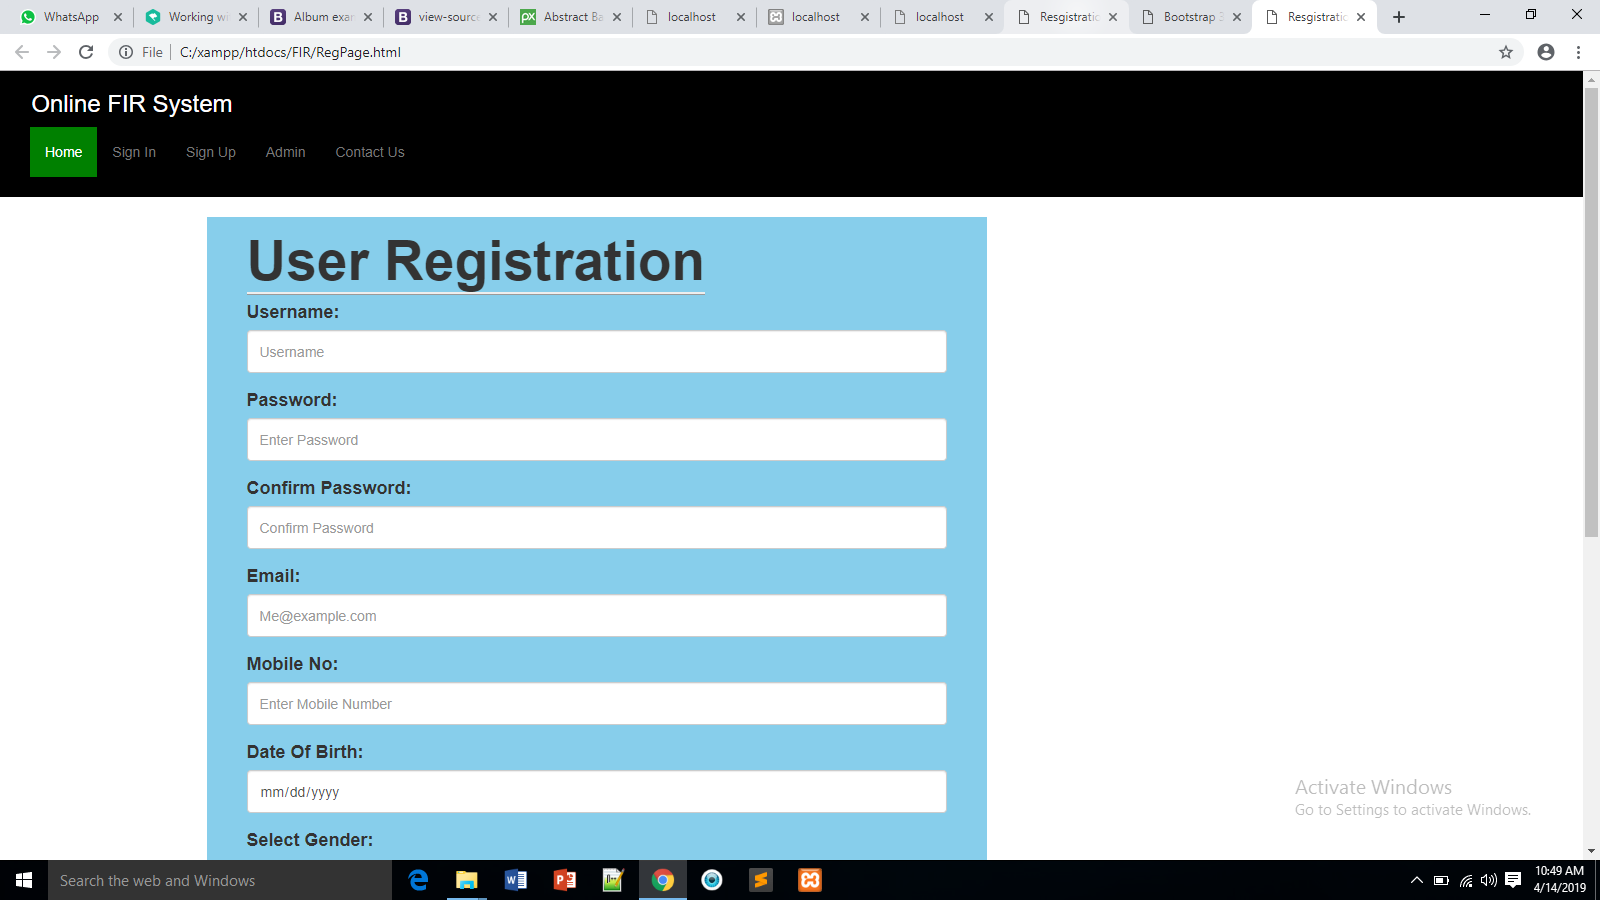 WhatsApp
Working wi
Album exam
view-source
Abstract Ba
localhost
localhost
localhost
Resgistratio
Bootstrap 3
Resgistratio
File
C:/xampp/htdocs/FIR/RegPage.html
Online FIR System
Home Sign In Sign Up Admin Contact Us
User Registration
Username:
Username
Password:
Enter Password
Confirm Password:
Confirm Password
Email:
Me@example.com
Mobile No:
Enter Mobile Number
Date Of Birth:
mm/dd/yyyy
Select Gender:
Activate Windows
Go to Settings to activate Windows.
Search the web and Windows
10:49 AM
4/14/2019